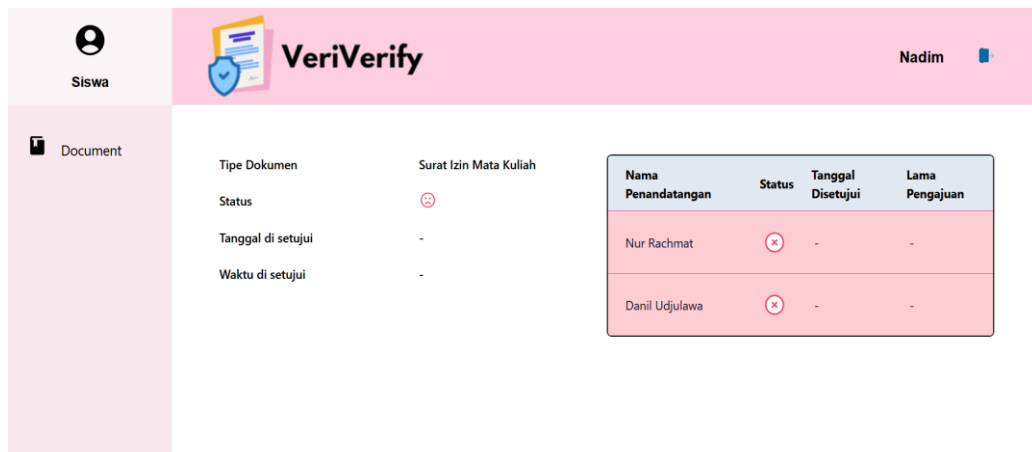 Siswa
VeriVerify
Nadim
Document
Tipe Dokumen Surat Izin Mata Kuliah
Status
Tanggal di setujui -
Waktu di setujui -
Nama Penandatangan Status Tanggal Disetujui Lama Pengajuan
Nur Rachmat - -
Danil Udjulawa - -